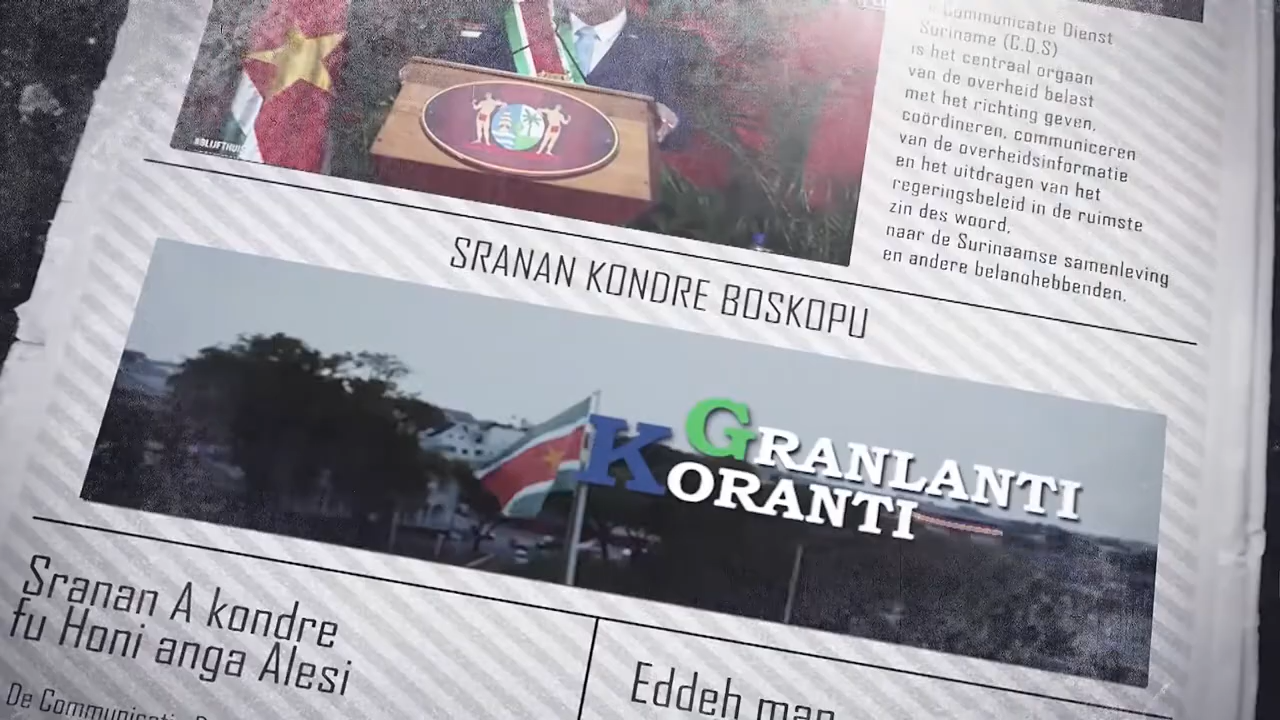 Communicatie Dienst
Suriname (C.D.S)
is het centraal orgaan
van de overheid belast
met het richting geven,
coördineren, communiceren
van de overheidsinformatie
en het uitdragen van het
regeringsbeleid in de ruimste
zin des woord,
naar de Surinaamse samenleving
en andere belanghebbenden.
SRANAN KONDRE BOSKOPU
GRANLANTI
KORANTI
Sranan A kondre
fu Honi anga Alesi
De
Eddeh man